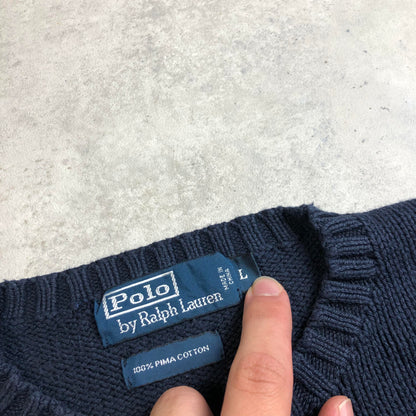 Polo
by Ralph Lauren
MADE IN
CHINA
L
100% PIMA COTTON